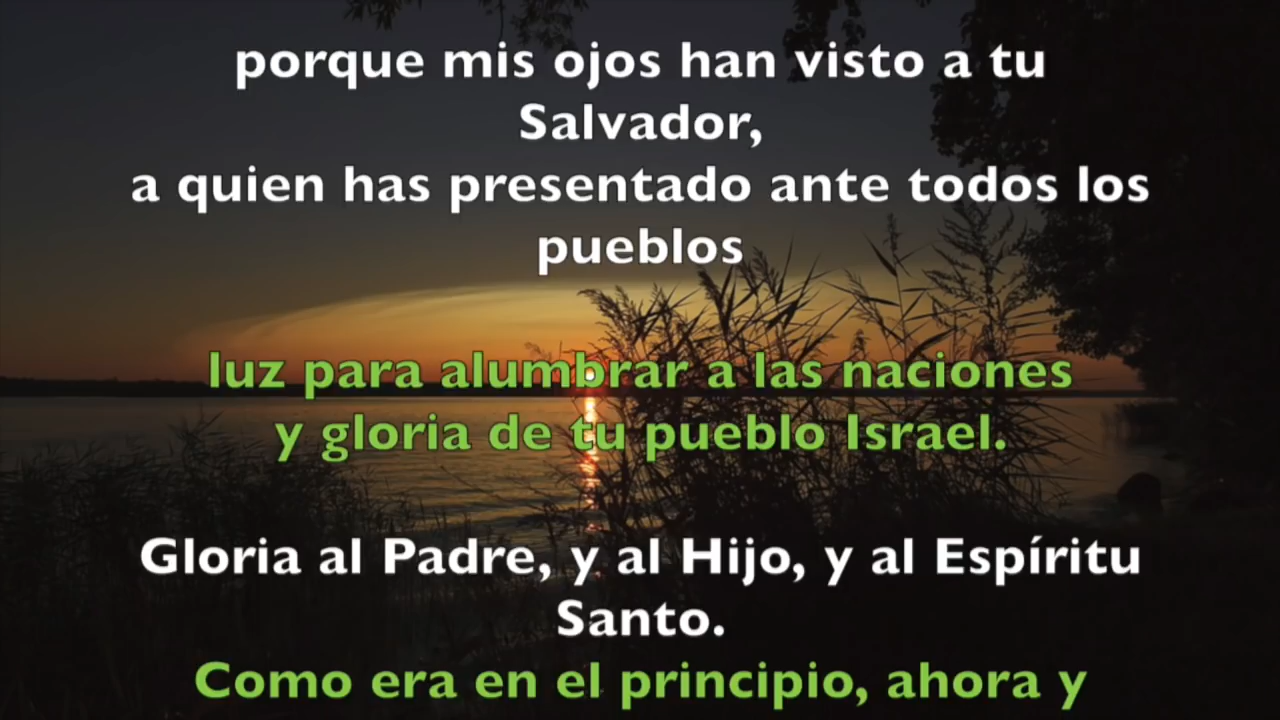 porque mis ojos han visto a tu
Salvador,
a quien has presentado ante todos los
pueblos
luz para alumbrar a las naciones
y gloria de tu pueblo Israel.
Gloria al Padre, y al Hijo, y al Espíritu
Santo.
Como era en el principio, ahora y